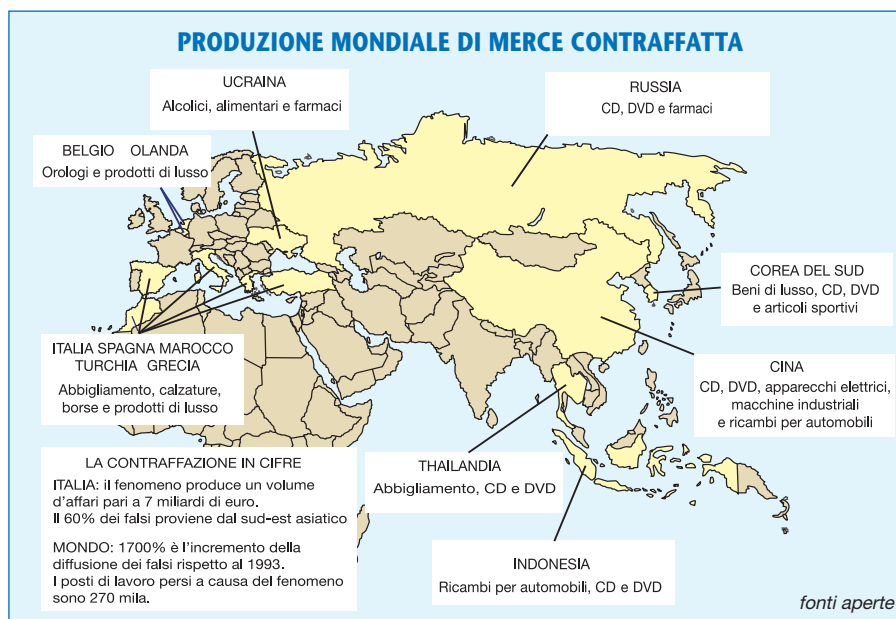 PRODUZIONE MONDIALE DI MERCE CONTRAFFATTA
UCRAINA
Alcolici, alimentari e farmaci
RUSSIA
CD, DVD e farmaci
BELGIO OLANDA
Orologi e prodotti di lusso
COREA DEL SUD
Beni di lusso, CD, DVD
e articoli sportivi
ITALIA SPAGNA MAROCCO
TURCHIA GRECIA
Abbigliamento, calzature,
borse e prodotti di lusso
CINA
CD, DVD, apparecchi elettrici,
macchine industriali
e ricambi per automobili
THAILANDIA
Abbigliamento, CD e DVD
LA CONTRAFFAZIONE IN CIFRE
ITALIA: il fenomeno produce un volume
d'affari pari a 7 miliardi di euro.
Il 60% dei falsi proviene dal sud-est asiatico
MONDO: 1700% è l'incremento della
diffusione dei falsi rispetto al 1993.
I posti di lavoro persi a causa del fenomeno
sono 270 mila.
INDONESIA
Ricambi per automobili, CD e DVD
fonti aperte